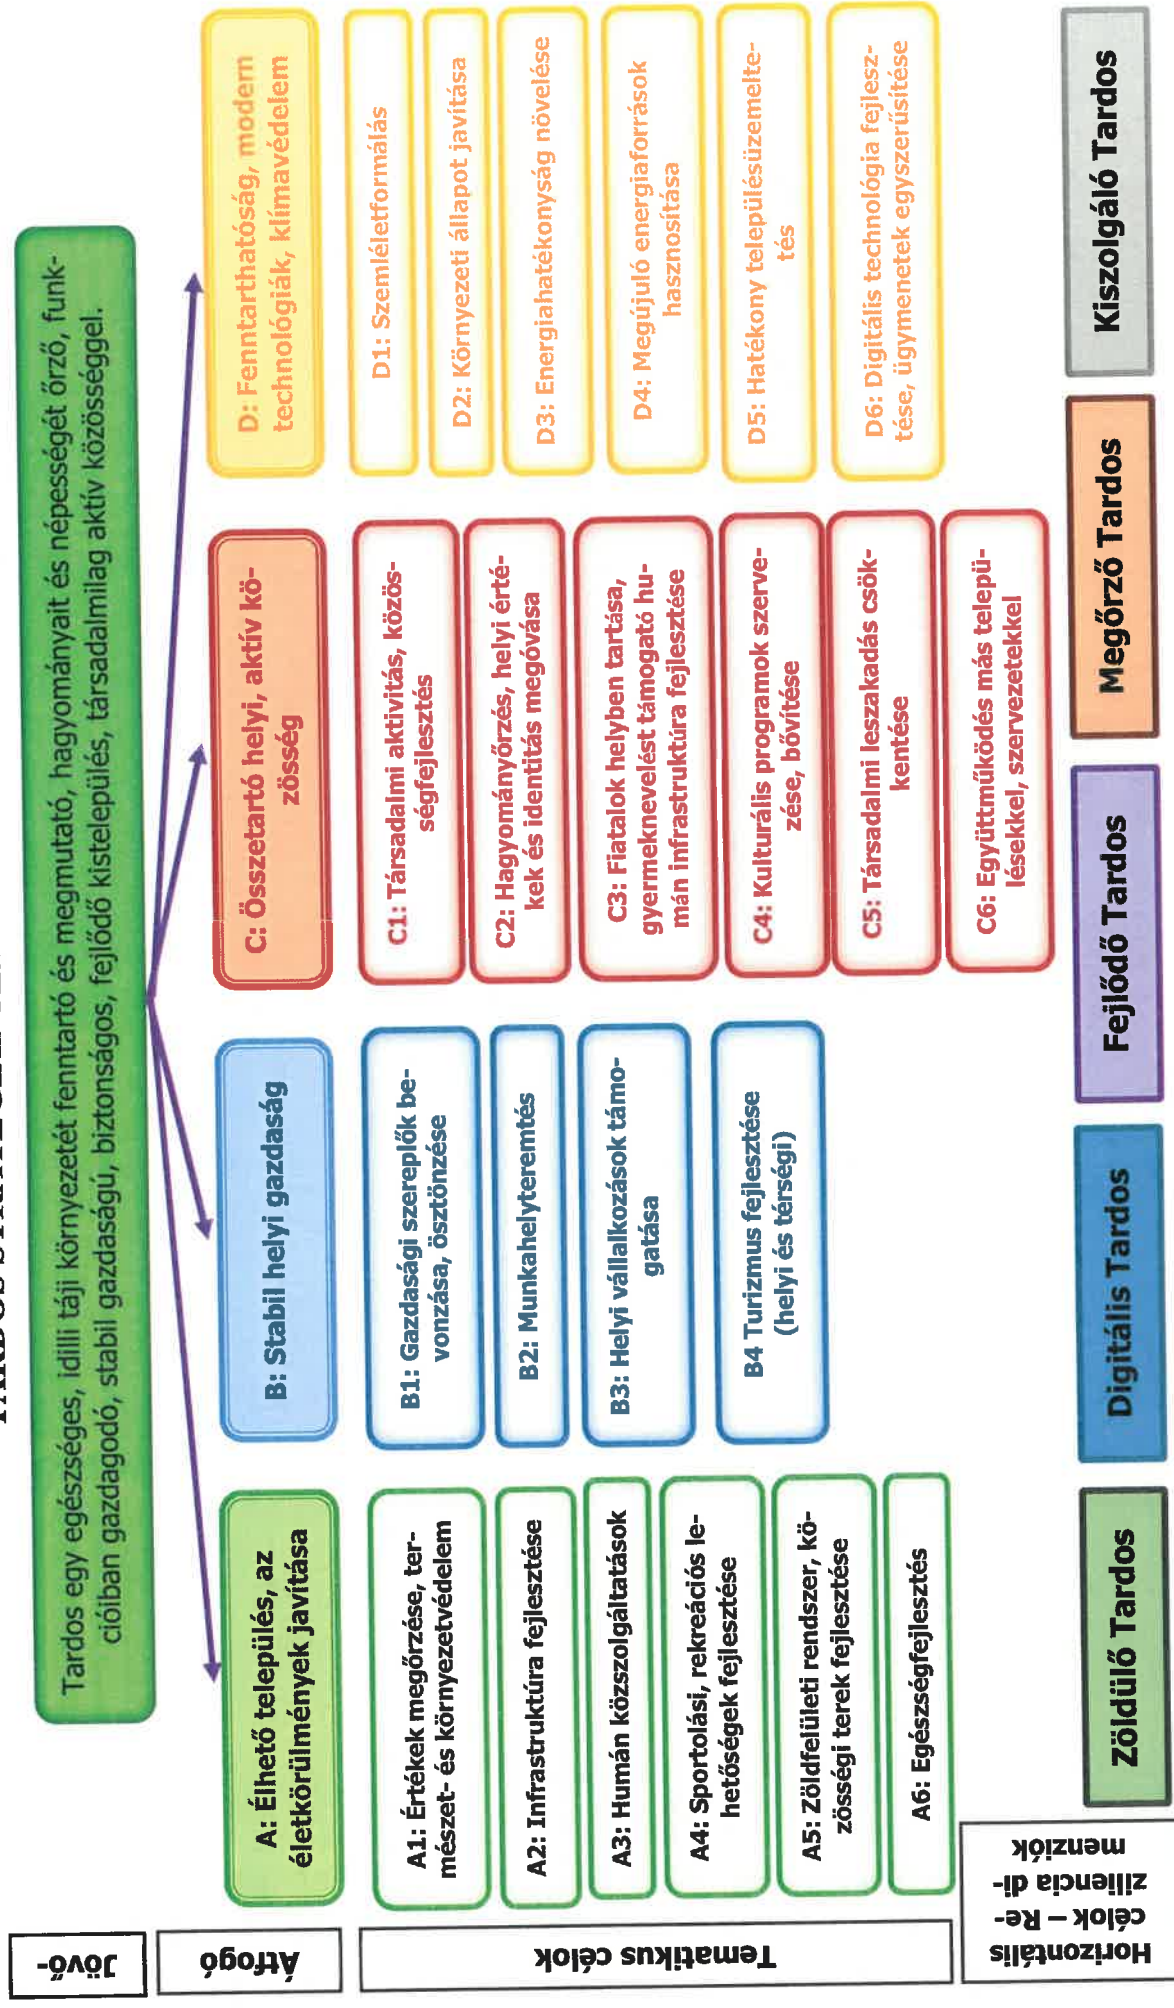 Jövő-
Tardos egy egészséges, idilli táji környezetét fenntartó és megmutató, hagyományait és népességét őrző, funk-
cióiban gazdagodó, stabil gazdaságú, biztonságos, fejlődő kistelepülés, társadalmilag aktív közösséggel.
Átfogó
A: Élhető település, az
életkörülmények javítása
B: Stabil helyi gazdaság
C: Összetartó helyi, aktív kö-
zösség
D: Fenntarthatóság, modern
technológiák, klímavédelem
Tematikus célok
A1: Értékek megőrzése, ter-
mészet- és környezetvédelem
A2: Infrastruktúra fejlesztése
A3: Humán közszolgáltatások
A4: Sportolási, rekreációs le-
hetőségek fejlesztése
A5: Zöldfelületi rendszer, kö-
zösségi terek fejlesztése
A6: Egészségfejlesztés
B1: Gazdasági szereplők be-
vonzása, ösztönzése
B2: Munkahelyteremtés
B3: Helyi vállalkozások támo-
gatása
B4 Turizmus fejlesztése
(helyi és térségi)
C1: Társadalmi aktivitás, közös-
ségfejlesztés
C2: Hagyományőrzés, helyi érté-
kek és identitás megóvása
C3: Fiatalok helyben tartása,
gyermeknevelést támogató hu-
mán infrastruktúra fejlesztése
C4: Kulturális programok szerve-
zése, bővítése
C5: Társadalmi leszakadás csök-
kentése
C6: Együttműködés más telepü-
lésekkel, szervezetekkel
D1: Szemléletformálás
D2: Környezeti állapot javítása
D3: Energiahatékonyság növelése
D4: Megújuló energiaforrások
hasznosítása
D5: Hatékony településüzemelte-
tés
D6: Digitális technológia fejlesz-
tése, ügymenetek egyszerűsítése
Horizontális
célok – Re-
ziliencia di-
menziók
Zöldülő Tardos
Digitális Tardos
Fejlődő Tardos
Megőrző Tardos
Kiszolgáló Tardos